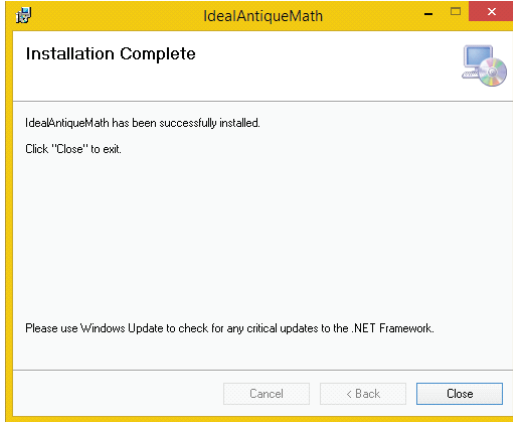 IdealAntiqueMath
Installation Complete
IdealAntiqueMath has been successfully installed.
Click "Close" to exit.
Please use Windows Update to check for any critical updates to the .NET Framework.
Cancel < Back Close